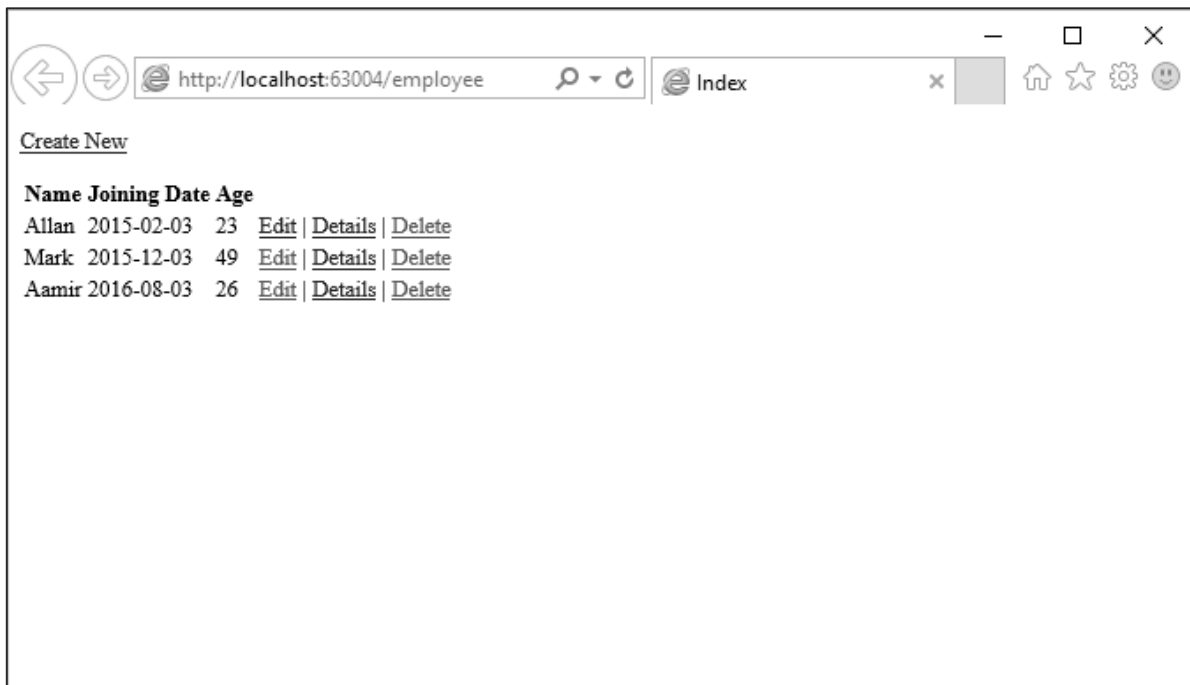 http://localhost:63004/employee
Index
Create New
Name Joining Date Age
Allan 2015-02-03 23 Edit | Details | Delete
Mark 2015-12-03 49 Edit | Details | Delete
Aamir 2016-08-03 26 Edit | Details | Delete